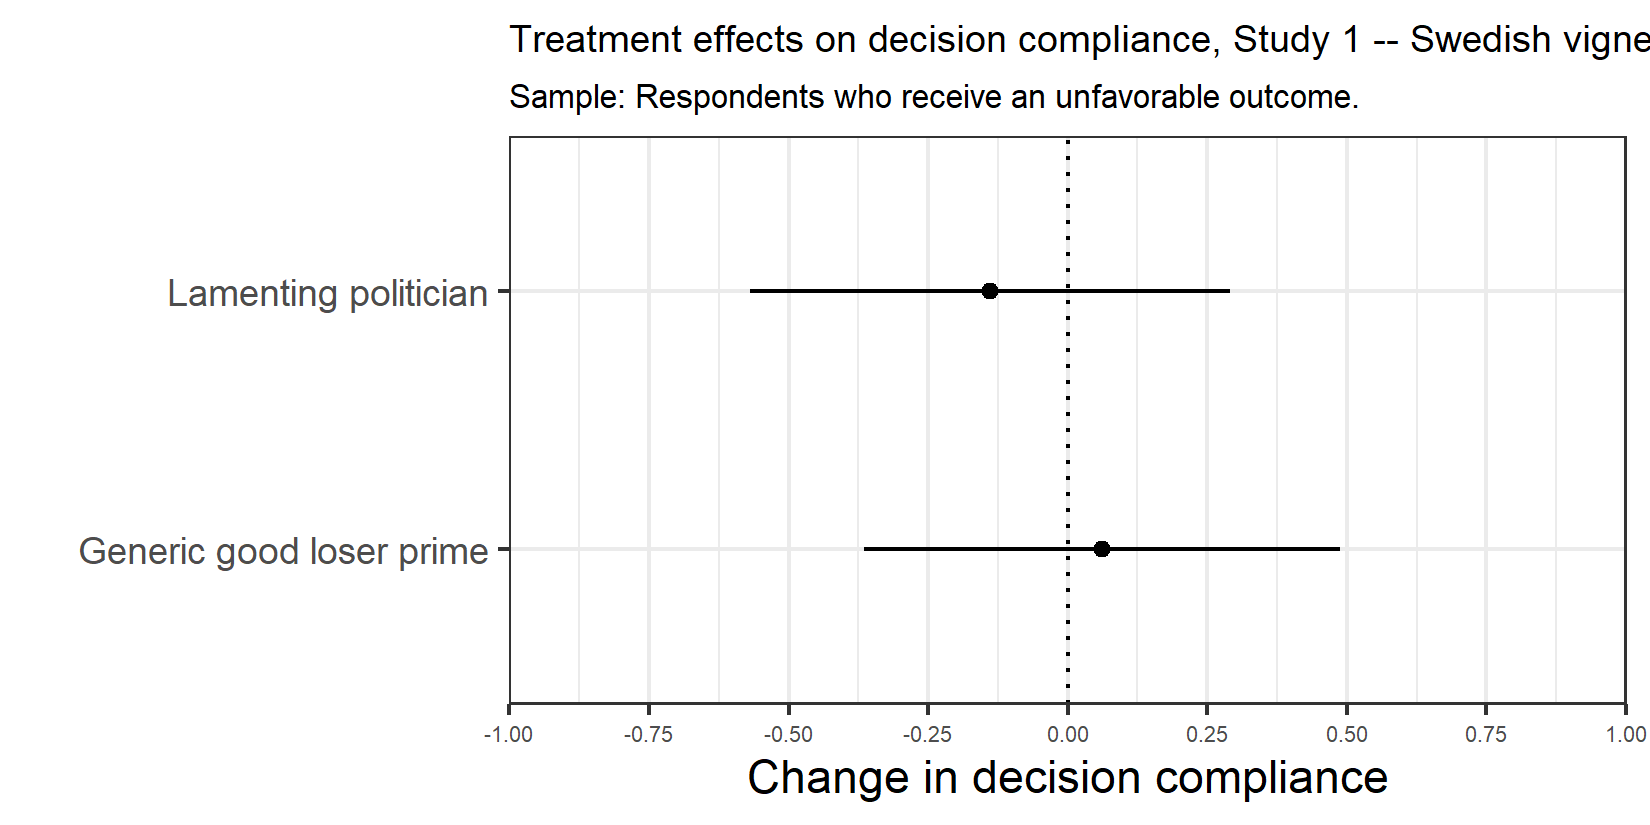 Treatment effects on decision compliance, Study 1 -- Swedish vigne
Sample: Respondents who receive an unfavorable outcome.
Lamenting politician
Generic good loser prime
-1.00 -0.75 -0.50 -0.25 0.00 0.25 0.50 0.75 1.00
Change in decision compliance